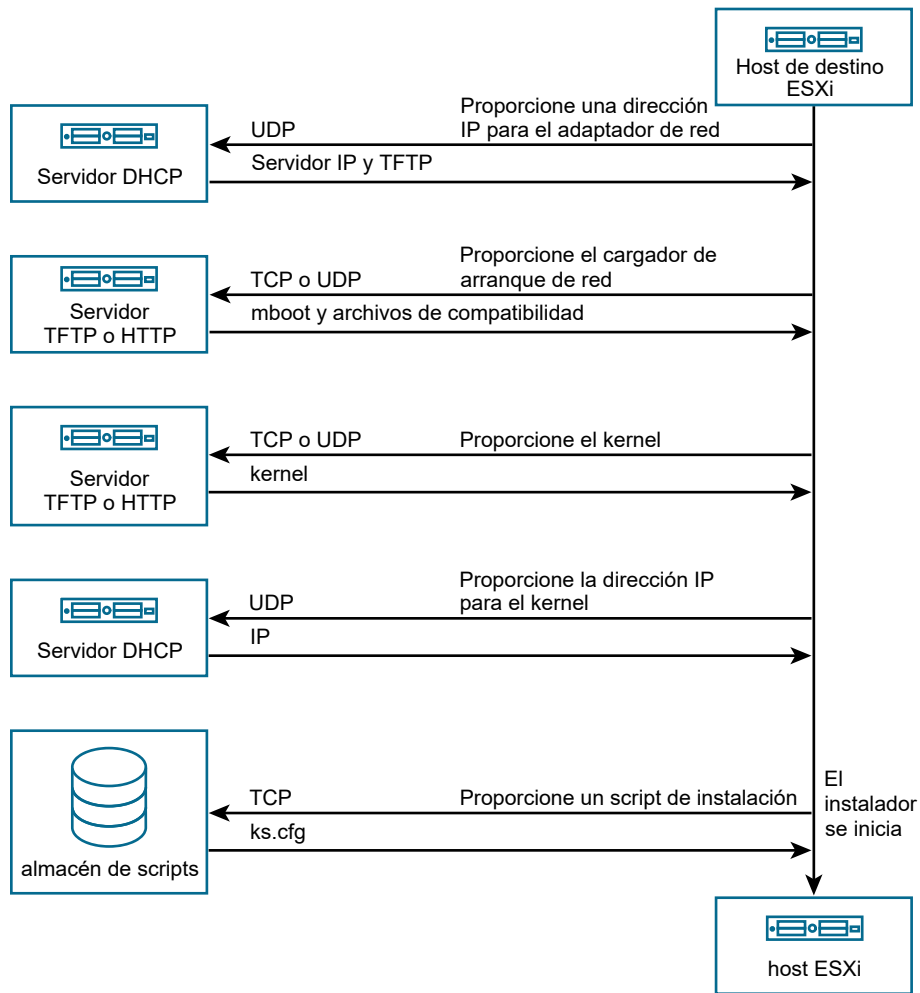 Host de destino
ESXi
Proporcione una dirección
UDP IP para el adaptador de red
Servidor IP y TFTP
Servidor DHCP
Proporcione el cargador de
TCP o UDP arranque de red
mboot y archivos de compatibilidad
Servidor
TFTP o HTTP
TCP o UDP Proporcione el kernel
kernel
Servidor
TFTP o HTTP
Proporcione la dirección IP
UDP para el kernel
IP
Servidor DHCP
TCP Proporcione un script de instalación
ks.cfg
almacén de scripts
El
instalador
se inicia
host ESXi